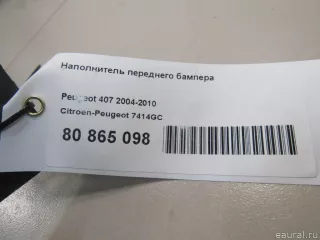 Наполнитель переднего бампера
Peugeot 407 2004-2010
Citroen-Peugeot 7414GC
80 865 098
eaural.ru